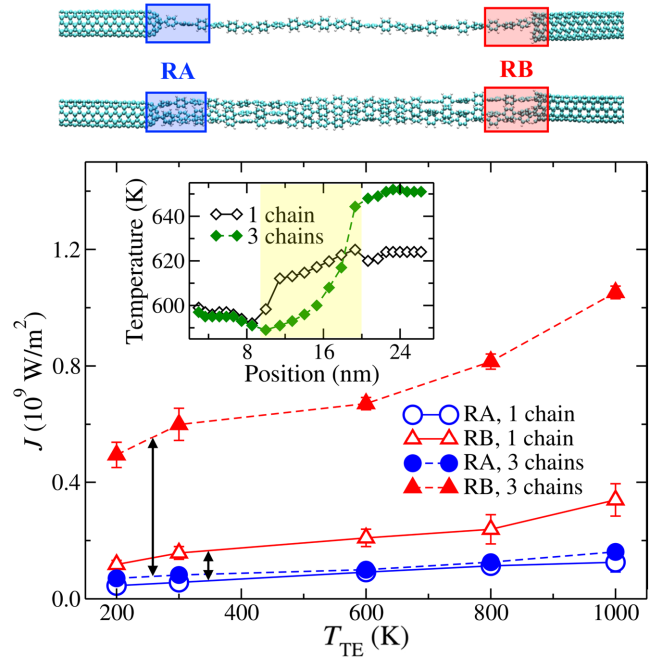 RA
RB
Temperature (K)
640
620
600
8
16
24
Position (nm)
1 chain
3 chains
J (10⁹ W/m²)
1.2
0.8
0.4
0.0
RA, 1 chain
RB, 1 chain
RA, 3 chains
RB, 3 chains
200
400
600
800
1000
T_TE (K)